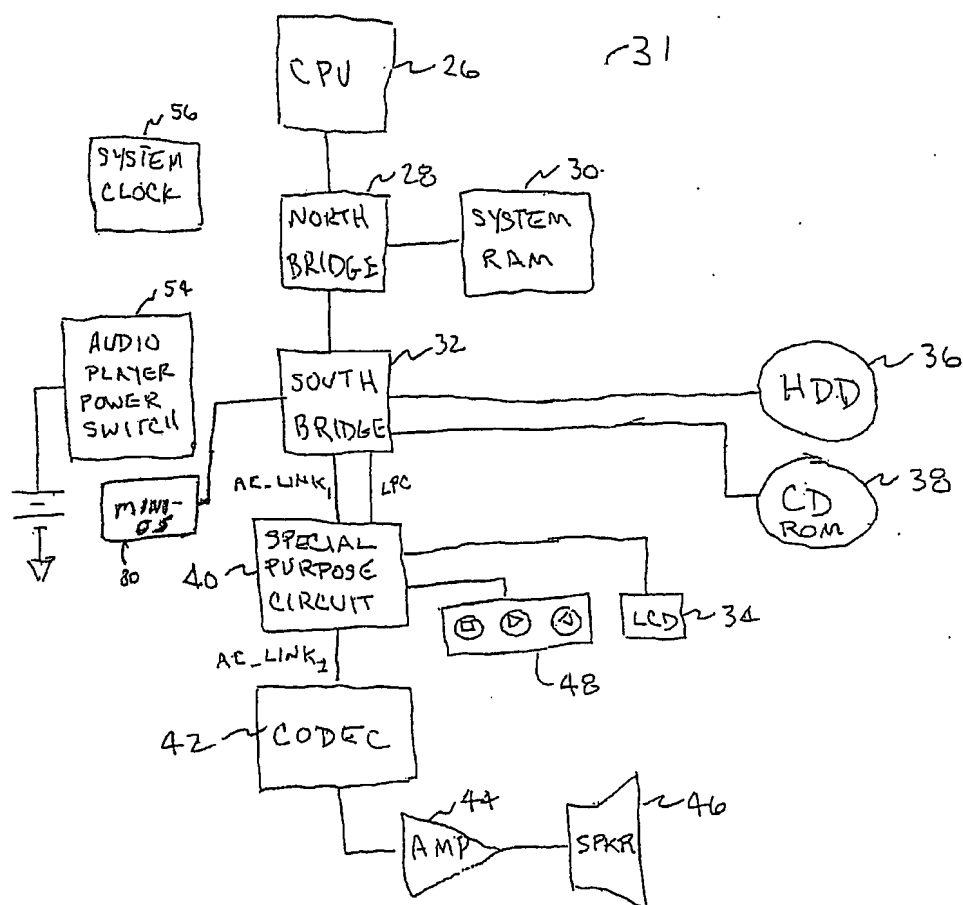 31
CPU
26
56
SYSTEM
CLOCK
28
NORTH
BRIDGE
30
SYSTEM
RAM
54
AUDIO
PLAYER
POWER
SWITCH
32
SOUTH
BRIDGE
36
HDD
38
CD
ROM
MINI-
OS
80
AC_LINK1
LPC
40
SPECIAL
PURPOSE
CIRCUIT
48
LCD
34
AC_LINK2
42
CODEC
44
AMP
46
SPKR